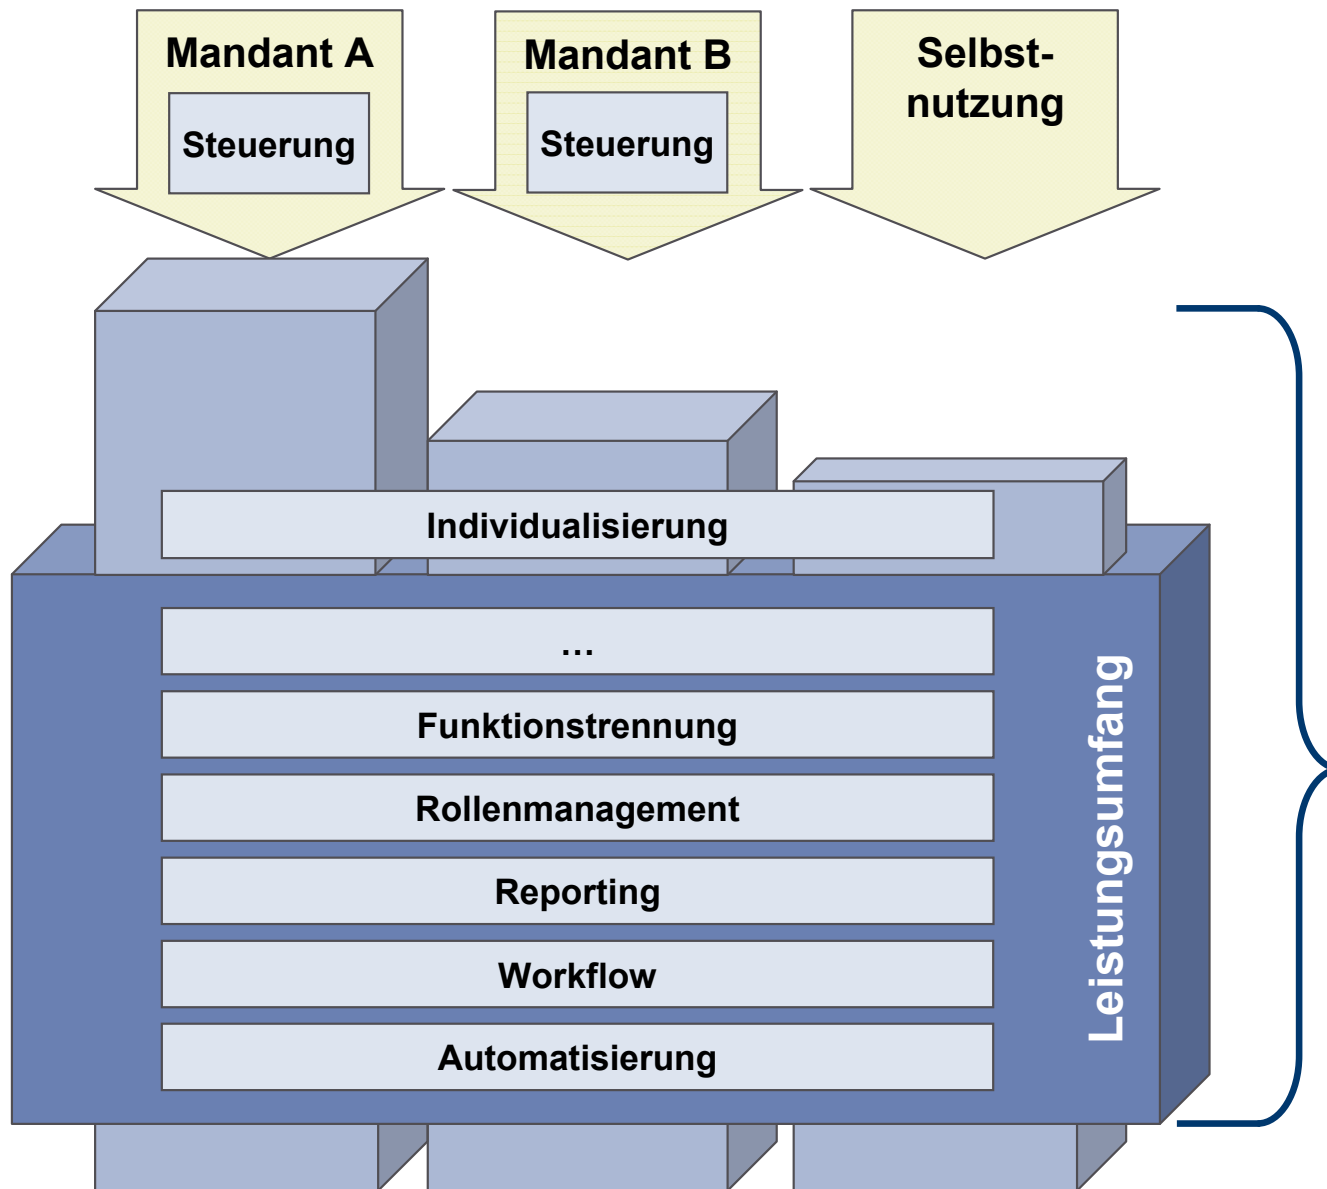 Mandant A
Steuerung
Mandant B
Steuerung
Selbst-
nutzung
Individualisierung
...
Funktionstrennung
Rollenmanagement
Reporting
Workflow
Automatisierung
Leistungsumfang